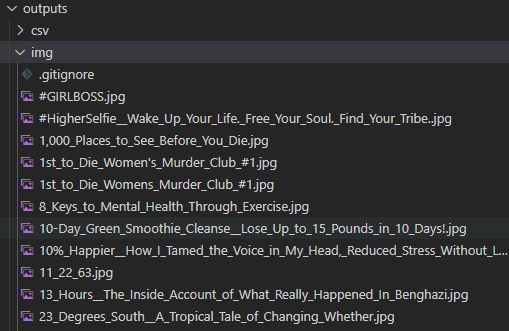 outputs
csv
img
.gitignore
#GIRLBOSS.jpg
#HigherSelfie__Wake_Up_Your_Life._Free_Your_Soul._Find_Your_Tribe..jpg
1,000_Places_to_See_Before_You_Die.jpg
1st_to_Die_Women's_Murder_Club_#1.jpg
1st_to_Die_Womens_Murder_Club_#1.jpg
8_Keys_to_Mental_Health_Through_Exercise.jpg
10-Day_Green_Smoothie_Cleanse__Lose_Up_to_15_Pounds_in_10_Days!.jpg
10%_Happier__How_I_Tamed_the_Voice_in_My_Head,_Reduced_Stress_Without_L...
11_22_63.jpg
13_Hours__The_Inside_Account_of_What_Really_Happened_In_Benghazi.jpg
23_Degrees_South__A_Tropical_Tale_of_Changing_Whether.jpg